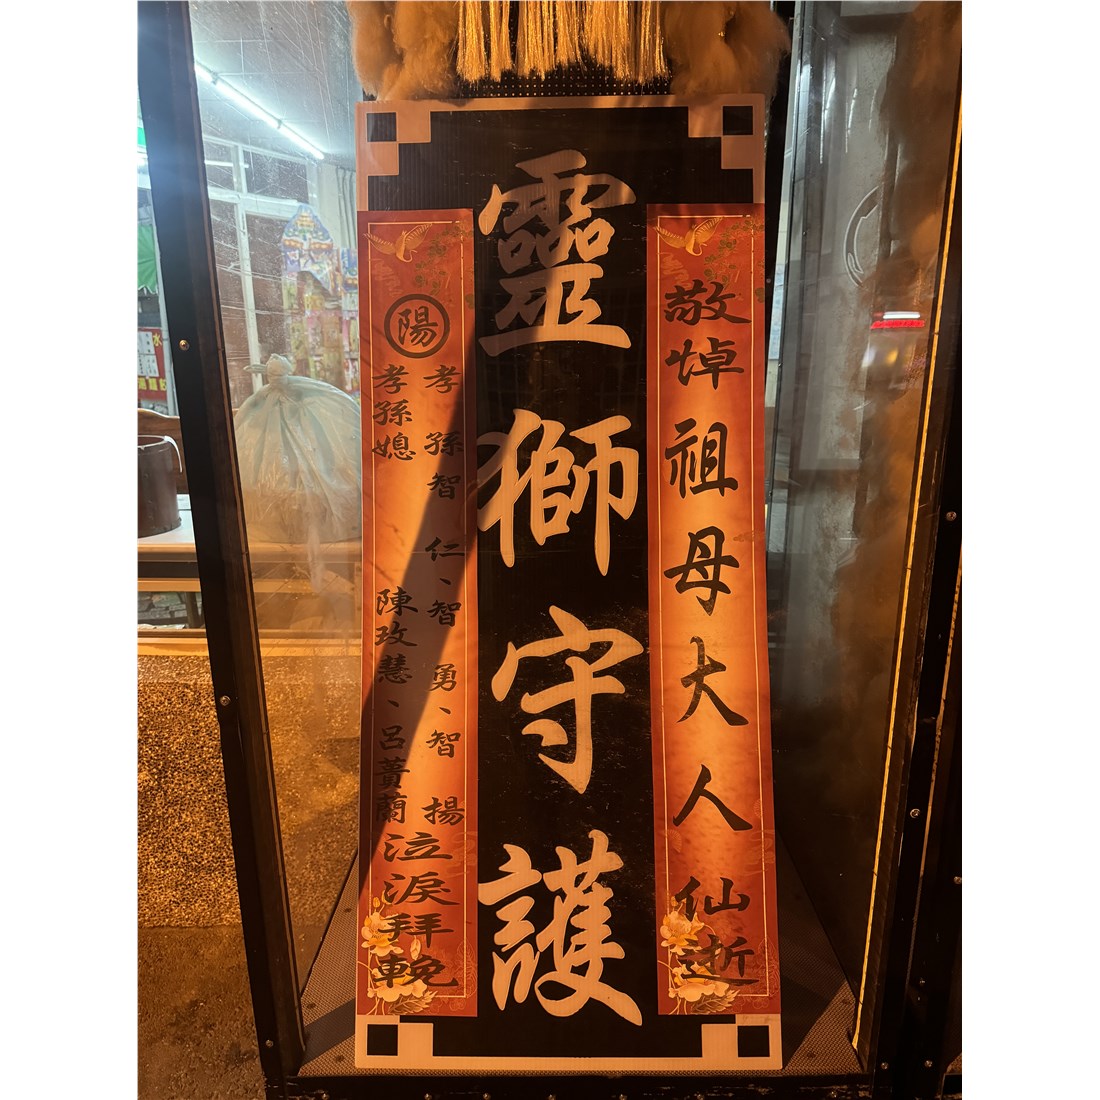 敬悼祖母大人仙逝
靈獅守護
陽
孝孫智仁、智勇、智揚
孝孫媳陳玫慧、呂蕢蘭
泣淚拜輓